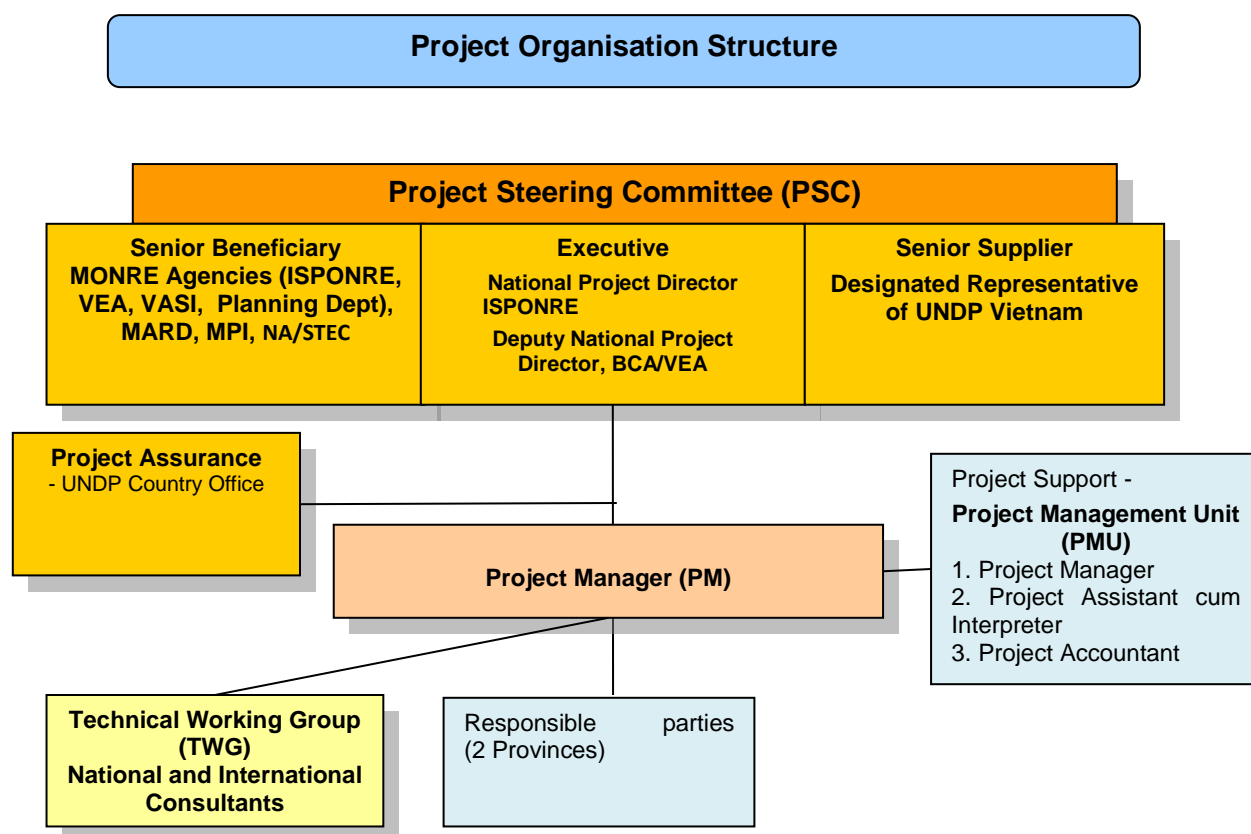 Project Organisation Structure
Project Steering Committee (PSC)
Senior Beneficiary
MONRE Agencies (ISPONRE,
VEA, VASI, Planning Dept),
MARD, MPI, NA/STEC
Executive
National Project Director
ISPONRE
Deputy National Project
Director, BCA/VEA
Senior Supplier
Designated Representative
of UNDP Vietnam
Project Assurance
- UNDP Country Office
Project Manager (PM)
Project Support -
Project Management Unit
(PMU)
1. Project Manager
2. Project Assistant cum
Interpreter
3. Project Accountant
Technical Working Group
(TWG)
National and International
Consultants
Responsible parties
(2 Provinces)